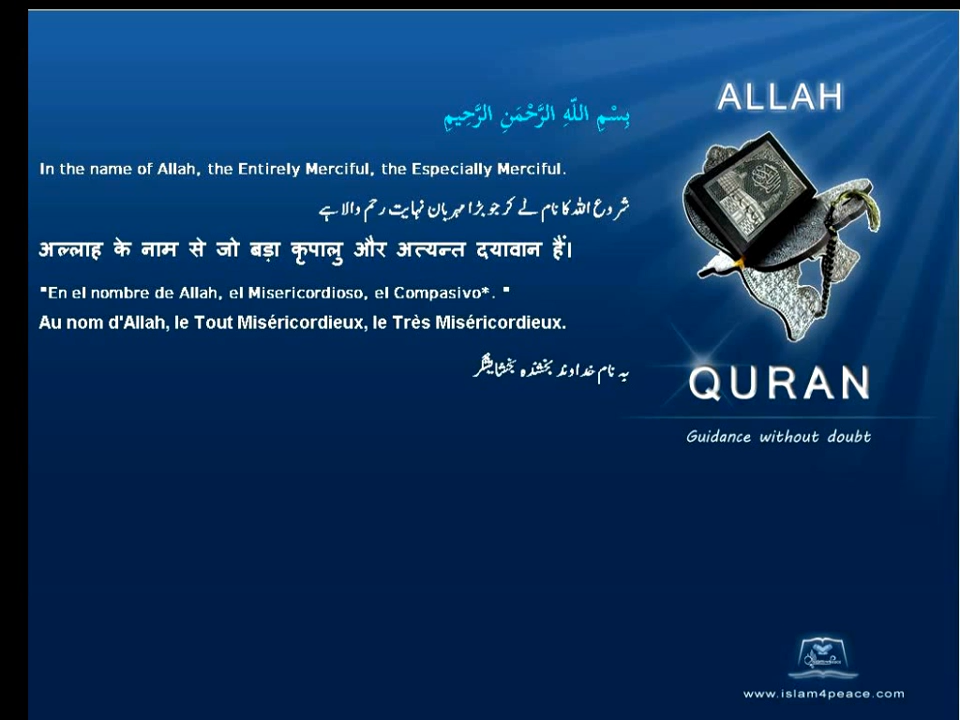 بِسْمِ اللَّهِ الرَّحْمَنِ الرَّحِيمِ
In the name of Allah, the Entirely Merciful, the Especially Merciful.
شروع الله کا نام لے کر جو بڑا مہربان نہایت رحم والا ہے
अल्लाह के नाम से जो बड़ा कृपालु और अत्यन्त दयावान हैं।
"En el nombre de Allah, el Misericordioso, el Compasivo*. "
Au nom d'Allah, le Tout Miséricordieux, le Très Miséricordieux.
به نام خداوند بخشنده بخشایشگر
ALLAH
QURAN
Guidance without doubt
www.islam4peace.com